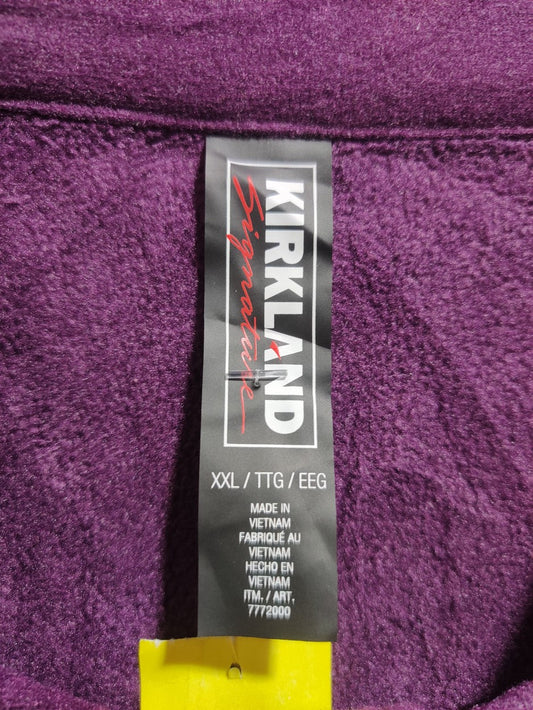 KIRKLAND
Signature
XXL / TTG / EEG
MADE IN
VIETNAM
FABRIQUÉ AU
VIETNAM
HECHO EN
VIETNAM
ITM. / ART.
7772000